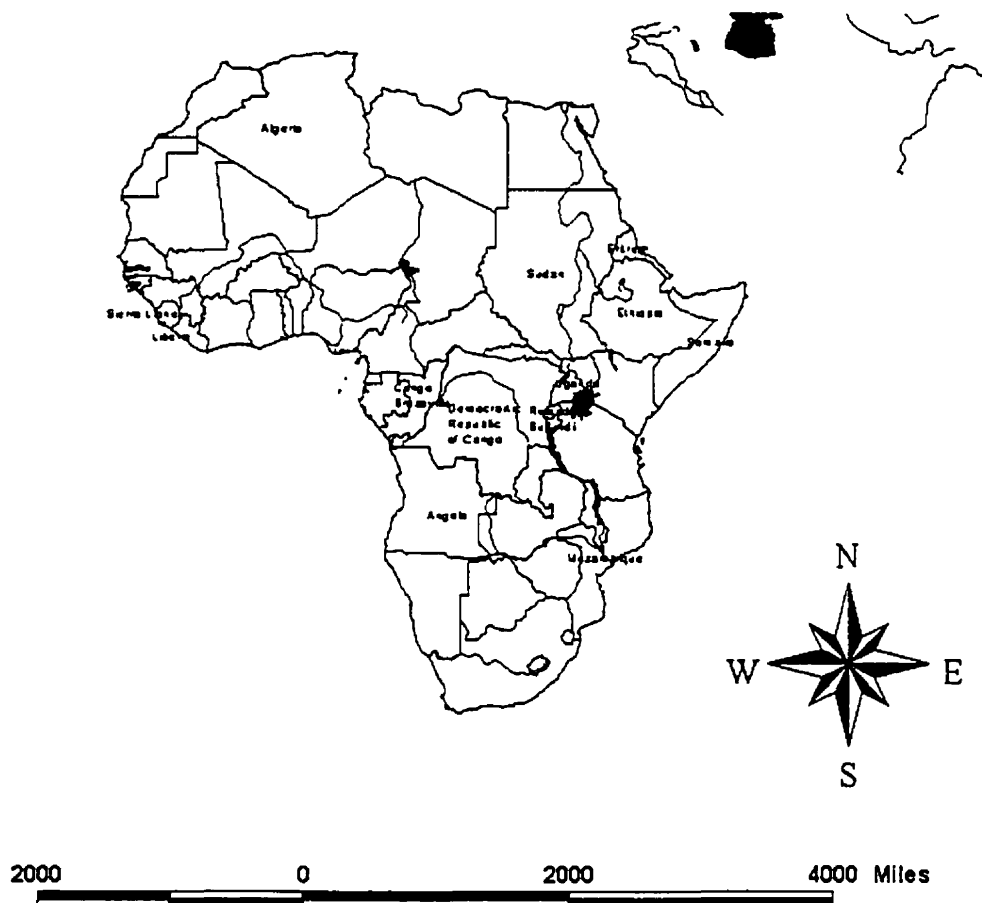 Algeria
Eritrea
Sudan
Ethiopia
Sierra Leone
Liberia
Somalia
Uganda
Congo
Democratic
Republic
of Congo
Burundi
Angola
Mozambique
N
W E
S
2000 0 2000 4000 Miles